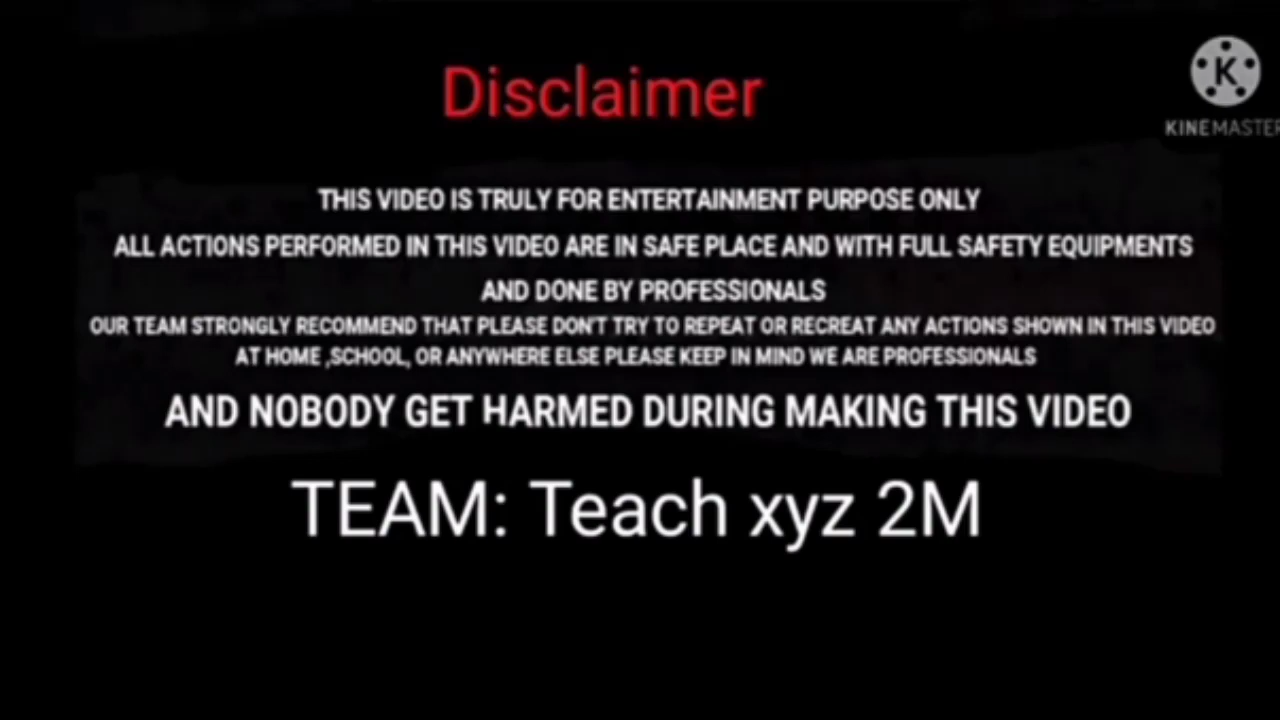 Disclaimer
KINEMASTER
THIS VIDEO IS TRULY FOR ENTERTAINMENT PURPOSE ONLY
ALL ACTIONS PERFORMED IN THIS VIDEO ARE IN SAFE PLACE AND WITH FULL SAFETY EQUIPMENTS
AND DONE BY PROFESSIONALS
OUR TEAM STRONGLY RECOMMEND THAT PLEASE DON'T TRY TO REPEAT OR RECREAT ANY ACTIONS SHOWN IN THIS VIDEO
AT HOME ,SCHOOL, OR ANYWHERE ELSE PLEASE KEEP IN MIND WE ARE PROFESSIONALS
AND NOBODY GET HARMED DURING MAKING THIS VIDEO
TEAM: Teach xyz 2M